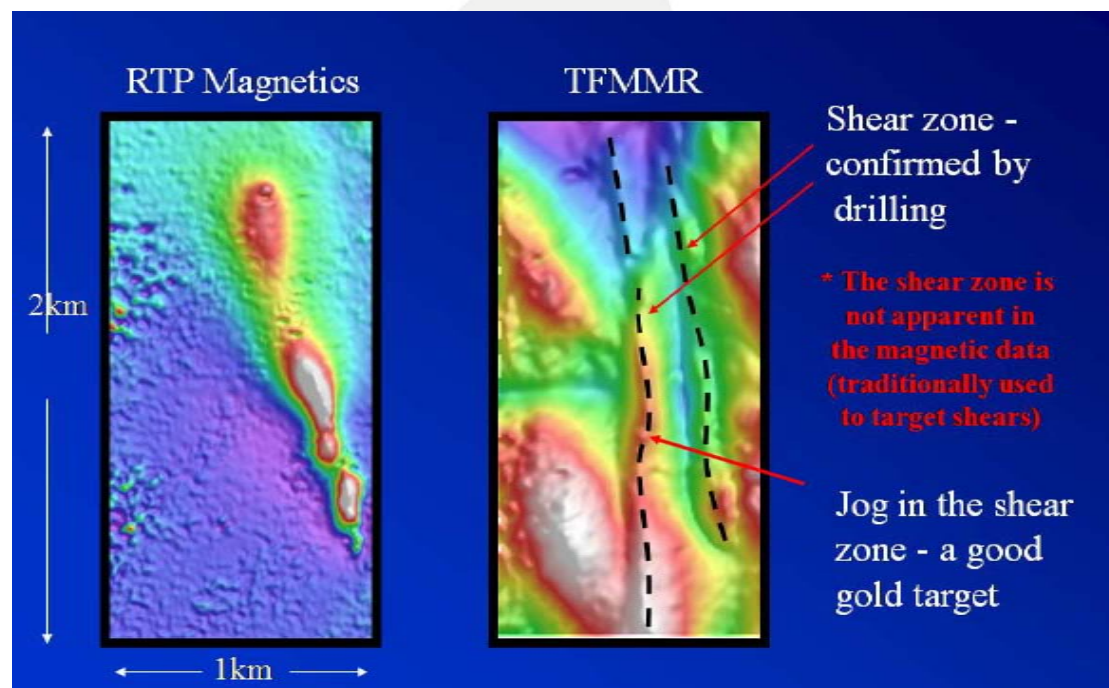 RTP Magnetics
TFMMR
2km
1km
Shear zone -
confirmed by
drilling
* The shear zone is
not apparent in
the magnetic data
(traditionally used
to target shears)
Jog in the shear
zone - a good
gold target